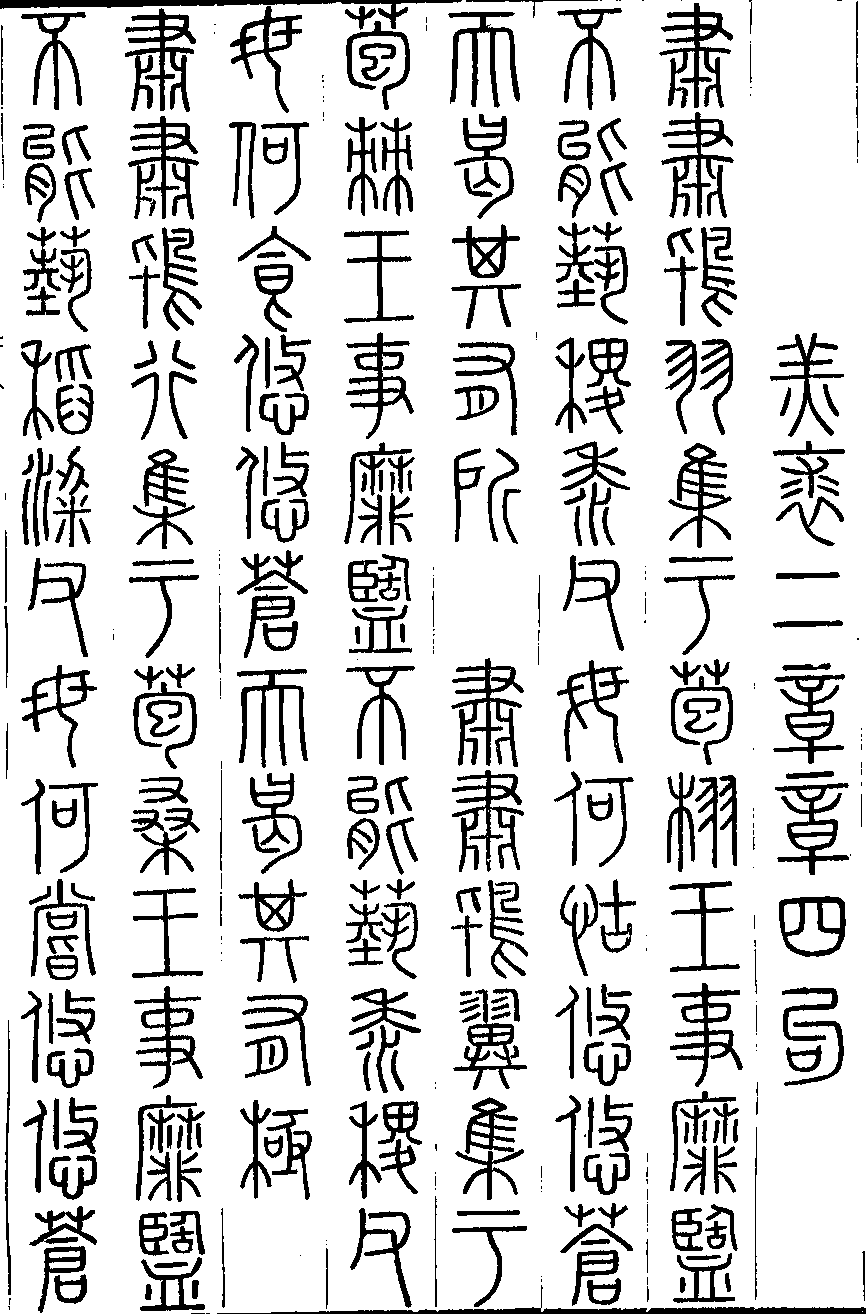 羔裘二章章四句
肅肅鴇羽集于苞栩王事靡盬
不能蓺稷黍父母何怙悠悠蒼
天曷其有所　肅肅鴇翼集于
苞棘王事靡盬不能蓺黍稷父
母何食悠悠蒼天曷其有極
肅肅鴇行集于苞桑王事靡盬
不能蓺稻粱父母何嘗悠悠蒼